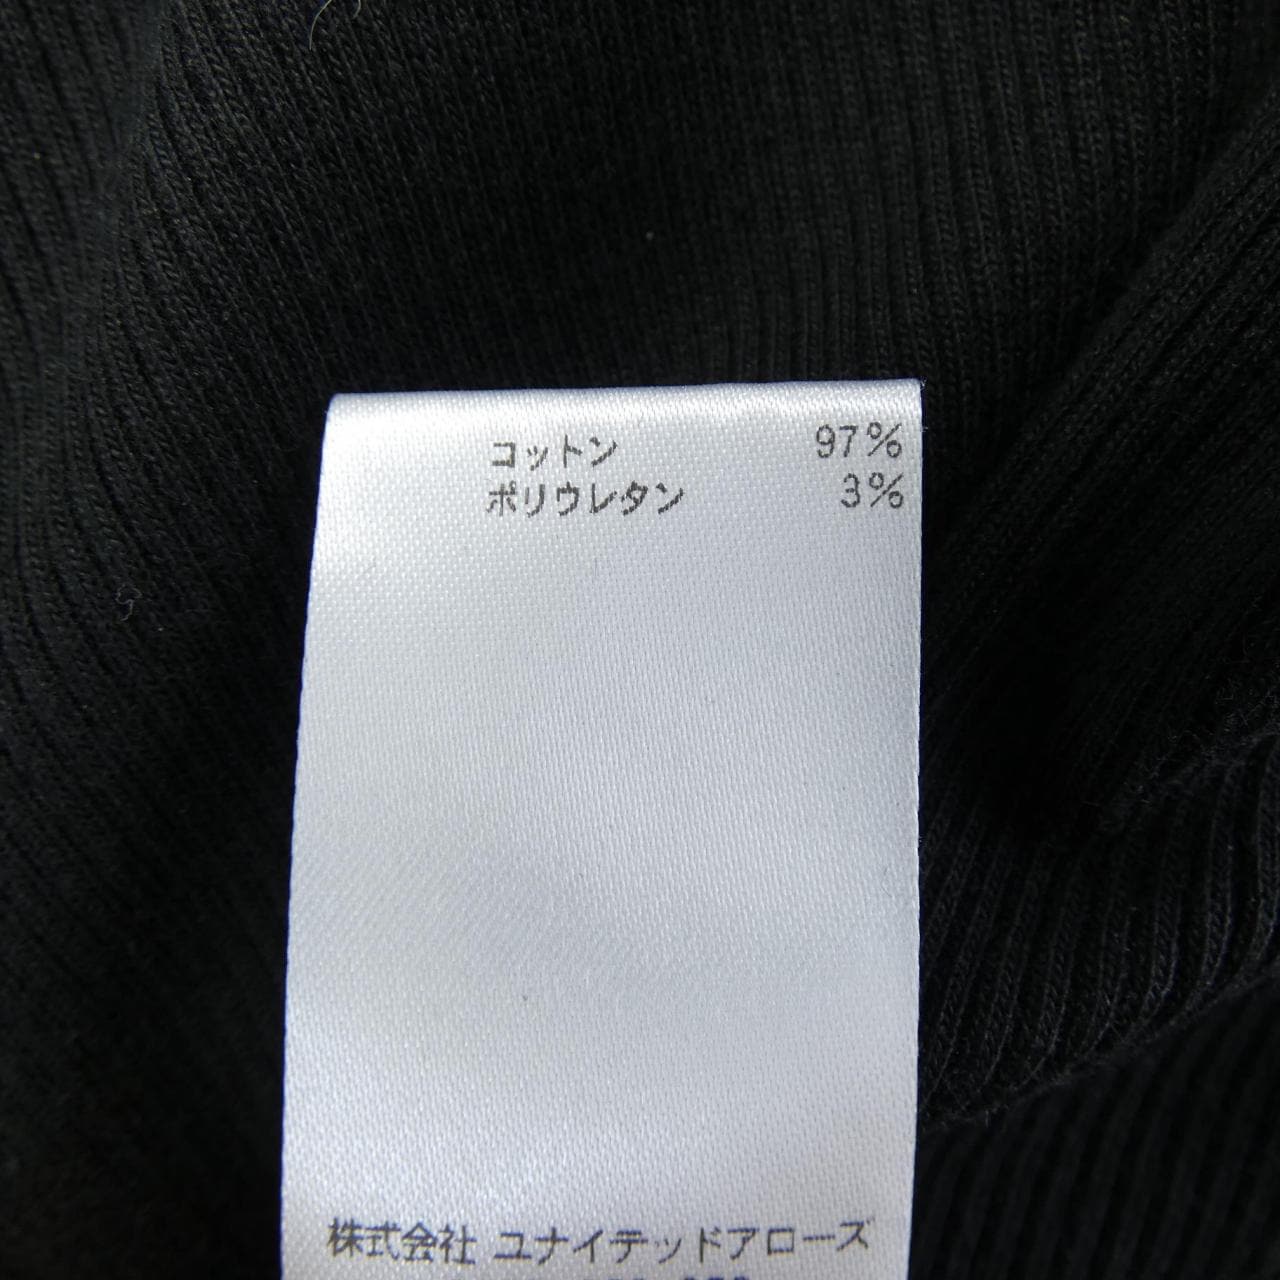 コットン 97%
ポリウレタン 3%
株式会社 ユナイテッドアローズ